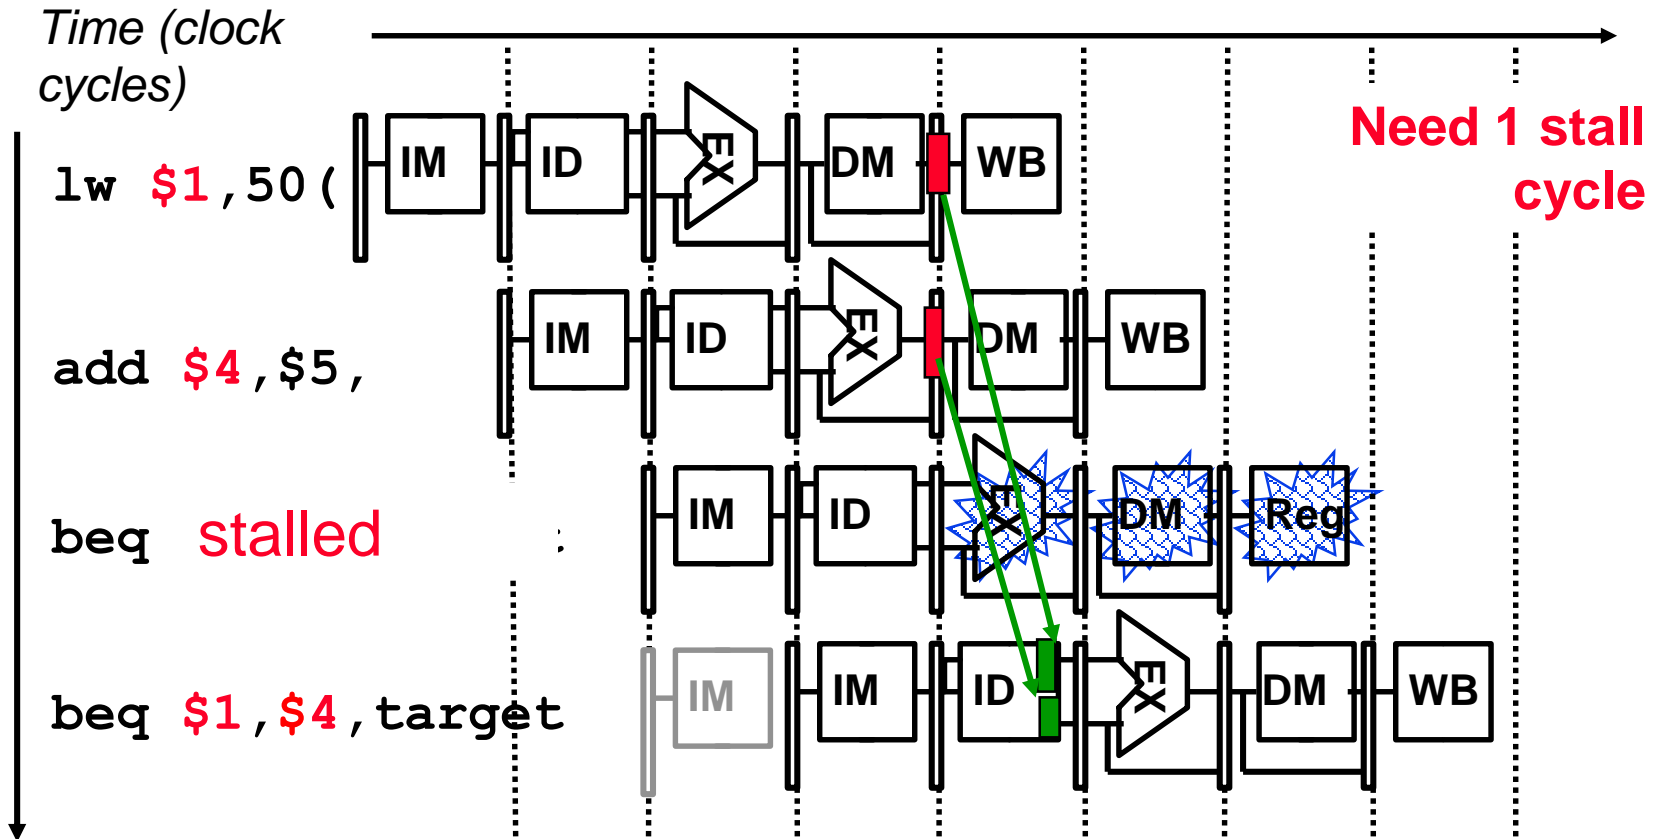 Time (clock
cycles)
Need 1 stall
cycle
lw $1,50(
IM ID EX DM WB
add $4,$5,
IM ID EX DM WB
beq stalled
IM ID EX DM Reg
beq $1,$4,target
IM IM ID EX DM WB